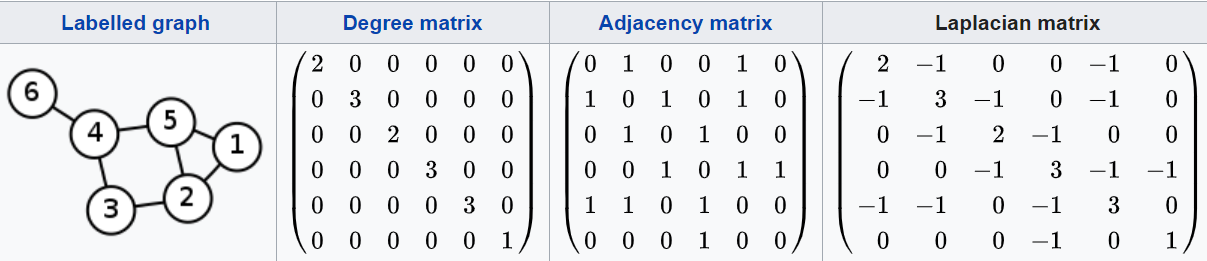 Labelled graph Degree matrix Adjacency matrix Laplacian matrix
6
4
5
1
3
2
2 0 0 0 0 0
0 3 0 0 0 0
0 0 2 0 0 0
0 0 0 3 0 0
0 0 0 0 3 0
0 0 0 0 0 1
0 1 0 0 1 0
1 0 1 0 1 0
0 1 0 1 0 0
0 0 1 0 1 1
1 1 0 1 0 0
0 0 0 1 0 0
2 −1 0 0 −1 0
−1 3 −1 0 −1 0
0 −1 2 −1 0 0
0 0 −1 3 −1 −1
−1 −1 0 −1 3 0
0 0 0 −1 0 1